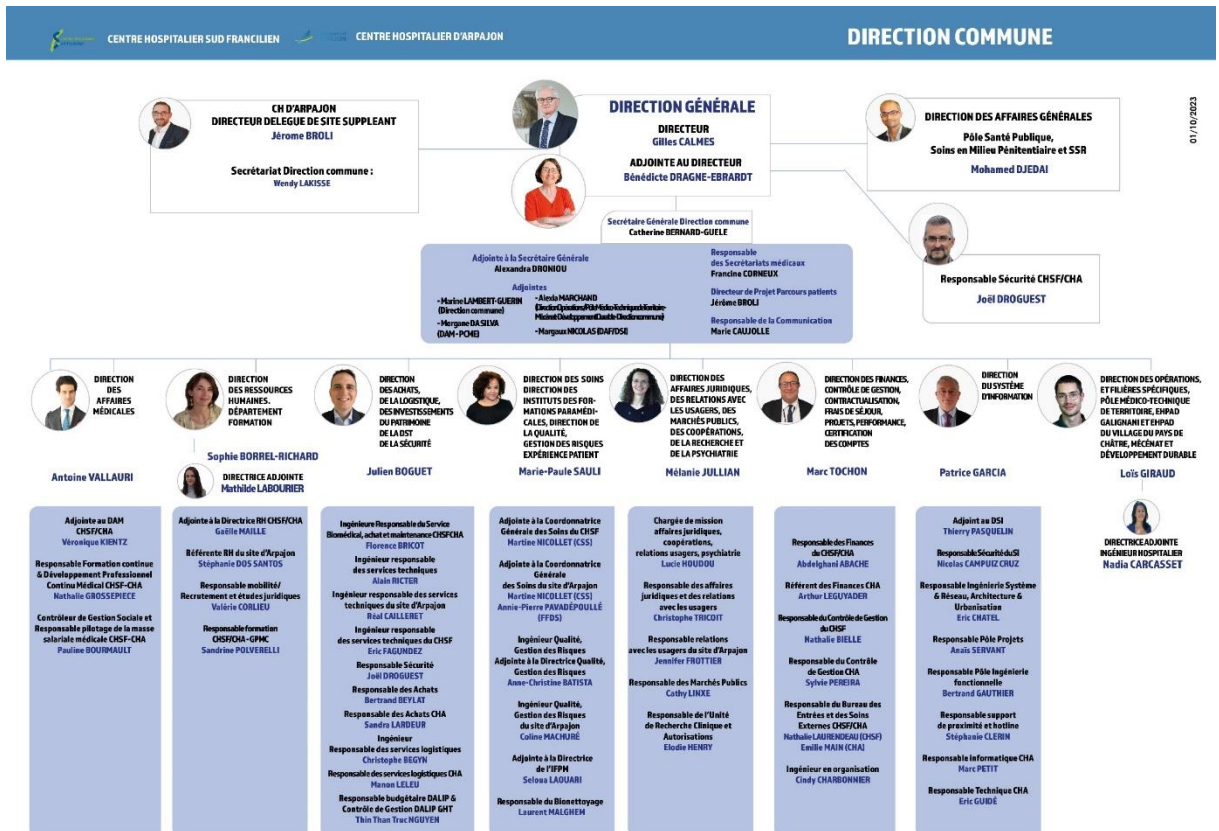 CENTRE HOSPITALIER SUD FRANCILIEN
CENTRE HOSPITALIER D'ARPAJON
DIRECTION COMMUNE
01/10/2023
CH D'ARPAJON
DIRECTEUR DELEGUE DE SITE SUPPLEANT
Jérome BROLI
Secrétariat Direction commune :
Wendy LAKISSE
DIRECTION GÉNÉRALE
DIRECTEUR
Gilles CALMES
ADJOINTE AU DIRECTEUR
Bénédicte DRAGNE-EBRARDT
DIRECTION DES AFFAIRES GÉNÉRALES
Pôle Santé Publique,
Soins en Milieu Pénitentiaire et SSR
Mohamed DJEDAI
Secrétaire Générale Direction commune
Catherine BERNARD-GUELE
Responsable Sécurité CHSF/CHA
Joël DROGUEST
Adjointe à la Secrétaire Générale
Alexandra DRONIOU
Adjointes
- Marine LAMBERT-GUERIN
(Direction commune)
- Morgane DA SILVA
(DAM - PCME)
- Alexia MARCHAND
(Direction Opérations/Pôle Médico-Technique de Territoire-
Mécénat Développement Durable-Direction commune)
- Margaux NICOLAS (DAF/DSI)
Responsable
des Secrétariats médicaux
Francine CORNEUX
Directeur de Projet Parcours patients
Jérôme BROLI
Responsable de la Communication
Marie CAUJOLLE
DIRECTION
DES
AFFAIRES
MÉDICALES
Antoine VALLAURI
Adjointe au DAM
CHSF/CHA
Véronique KIENTZ
Responsable Formation continue
& Développement Professionnel
Continu Médical CHSF-CHA
Nathalie GROSSEPIECE
Contrôleur de Gestion Sociale et
Responsable pilotage de la masse
salariale médicale CHSF-CHA
Pauline BOURMAULT
DIRECTION
DES RESSOURCES
HUMAINES.
DÉPARTEMENT
FORMATION
Sophie BORREL-RICHARD
DIRECTRICE ADJOINTE
Mathilde LABOURIER
Adjointe à la Directrice RH CHSF/CHA
Gaëlle MAILLE
Référente RH du site d'Arpajon
Stéphanie DOS SANTOS
Responsable mobilité/
Recrutement et études juridiques
Valérie CORLIEU
Responsable formation
CHSF/CHA - GPMC
Sandrine POLVERELLI
DIRECTION
DES ACHATS,
DE LA LOGISTIQUE,
DES INVESTISSEMENTS
DU PATRIMOINE
DE LA DST
DE LA SÉCURITÉ
Julien BOGUET
Ingénieure Responsable du Service
Biomédical, achat et maintenance CHSFCHA
Florence BRICOT
Ingénieur responsable
des services techniques
Alain RICTER
Ingénieur responsable des services
techniques du site d'Arpajon
Réal CAILLERET
Ingénieur responsable
des services techniques du CHSF
Eric FAGUNDEZ
Responsable Sécurité
Joël DROGUEST
Responsable des Achats
Bertrand BEYLAT
Responsable des Achats CHA
Sandra LARDEUR
Ingénieur
Responsable des services logistiques
Christophe BEGYN
Responsable des services logistiques CHA
Manon LELEU
Responsable budgétaire DALIP &
Contrôle de Gestion DALIP GHT
Thin Than Truc NGUYEN
DIRECTION DES SOINS
DIRECTION DES
INSTITUTS DES FOR-
MATIONS PARAMÉDI-
CALES, DIRECTION DE
LA QUALITÉ,
GESTION DES RISQUES
EXPÉRIENCE PATIENT
Marie-Paule SAULI
Adjointe à la Coordonnatrice
Générale des Soins du CHSF
Martine NICOLLET (CSS)
Adjointe à la Coordonnatrice
Générale
des Soins du site d'Arpajon
Martine NICOLLET (CSS)
Annie-Pierre PAVADÉPOULLÉ
(FFDS)
Ingénieur Qualité,
Gestion des Risques
Adjointe à la Directrice Qualité,
Gestion des Risques
Anne-Christine BATISTA
Ingénieur Qualité,
Gestion des Risques
du site d'Arpajon
Coline MACHURÉ
Adjointe à la Directrice
de l'IFPM
Seloua LAOUARI
Responsable du Bionettoyage
Laurent MALGHEM
DIRECTION DES
AFFAIRES JURIDIQUES,
DES RELATIONS AVEC
LES USAGERS, DES
MARCHÉS PUBLICS,
DES COOPÉRATIONS,
DE LA RECHERCHE ET
DE LA PSYCHIATRIE
Mélanie JULLIAN
Chargée de mission
affaires juridiques,
coopérations,
relations usagers, psychiatrie
Lucie HOUDOU
Responsable des affaires
juridiques et des relations
avec les usagers
Christophe TRICOIT
Responsable relations
avec les usagers du site d'Arpajon
Jennifer FROTTIER
Responsable des Marchés Publics
Cathy LINXE
Responsable de l'Unité
de Recherche Clinique et
Autorisations
Elodie HENRY
DIRECTION DES FINANCES,
CONTRÔLE DE GESTION,
CONTRACTUALISATION,
FRAIS DE SÉJOUR,
PROJETS, PERFORMANCE,
CERTIFICATION
DES COMPTES
Marc TOCHON
Responsable des Finances
du CHSF/CHA
Abdelghani ABACHE
Référent des Finances CHA
Arthur LEGUYADER
Responsable du Contrôle de Gestion
du CHSF
Nathalie BIELLE
Responsable du Contrôle
de Gestion CHA
Sylvie PEREIRA
Responsable du Bureau des
Entrées et des Soins
Externes CHSF/CHA
Nathalie LAURENDEAU (CHSF)
Emilie MAIN (CHA)
Ingénieur en organisation
Cindy CHARBONNIER
DIRECTION
DU SYSTÈME
D'INFORMATION
Patrice GARCIA
Adjoint au DSI
Thierry PASQUELIN
Responsable Sécurité du SI
Nicolas CAMPUIZ CRUZ
Responsable Ingénierie Système
& Réseau, Architecture &
Urbanisation
Eric CHATEL
Responsable Pôle Projets
Anaïs SERVANT
Responsable Pôle Ingénierie
fonctionnelle
Bertrand GAUTHIER
Responsable support
de proximité et hotline
Stéphanie CLERIN
Responsable informatique CHA
Marc PETIT
Responsable Technique CHA
Eric GUIDÉ
DIRECTION DES OPÉRATIONS,
ET FILIÈRES SPÉCIFIQUES,
PÔLE MÉDICO-TECHNIQUE
DE TERRITOIRE, EHPAD
GALIGNANI ET EHPAD
DU VILLAGE DU PAYS DE
CHÂTRE, MÉCÉNAT ET
DÉVELOPPEMENT DURABLE
Loïs GIRAUD
DIRECTRICE ADJOINTE
INGÉNIEUR HOSPITALIER
Nadia CARCASSET